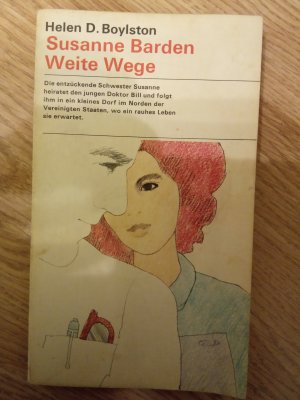 Helen D. Boylston
Susanne Barden
Weite Wege
Die entzückende Schwester Susanne
heiratet den jungen Doktor Bill und folgt
ihm in ein kleines Dorf im Norden der
Vereinigten Staaten, wo ein rauhes Leben
sie erwartet.